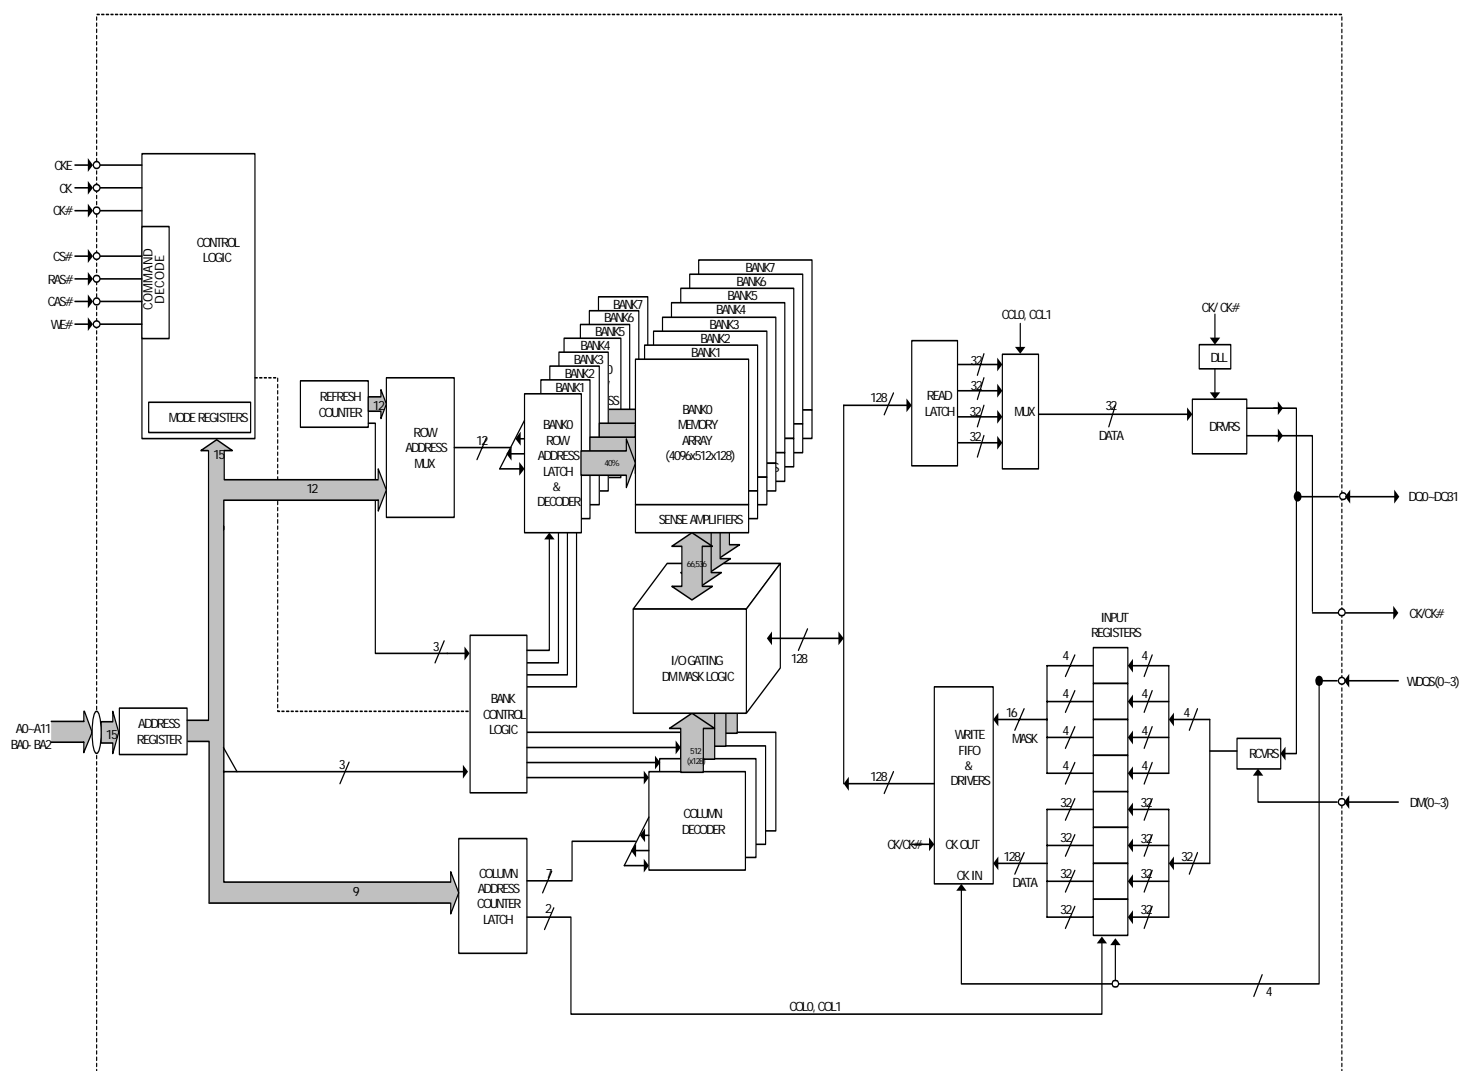 CKE
CK
CK#
CS#
RAS#
CAS#
WE#
COMMAND
DECODE
CONTROL
LOGIC
MODE REGISTERS
15
REFRESH
COUNTER
12
ROW
ADDRESS
MUX
12
12
BANK7
BANK6
BANK5
BANK4
BANK3
BANK2
BANK1
BANK0
ROW
ADDRESS
LATCH
&
DECODER
SS
BANK7
BANK6
BANK5
BANK4
BANK3
BANK2
BANK1
BANK0
MEMORY
ARRAY
(4096x512x128)
SENSE AMPLIFIERS
66,536
I/O GATING
DM MASK LOGIC
128
3
BANK
CONTROL
LOGIC
3
A0~A11
BA0- BA2
15
ADDRESS
REGISTER
512
(x128)
COLUMN
DECODER
9
COLUMN
ADDRESS
COUNTER
LATCH
7
2
COL0, COL1
128
READ
LATCH
32
32
32
32
COL0, COL1
MUX
32
DATA
CK/ CK#
DLL
DRVRS
DQ0~DQ31
CK/CK#
WDQS(0~3)
DM(0~3)
RCVRS
INPUT
REGISTERS
4
4
4
4
32
32
32
32
4
4
4
4
32
32
32
32
4
32
16
MASK
128
DATA
WRITE
FIFO
&
DRIVERS
CK OUT
CK IN
CK/CK#
128
4